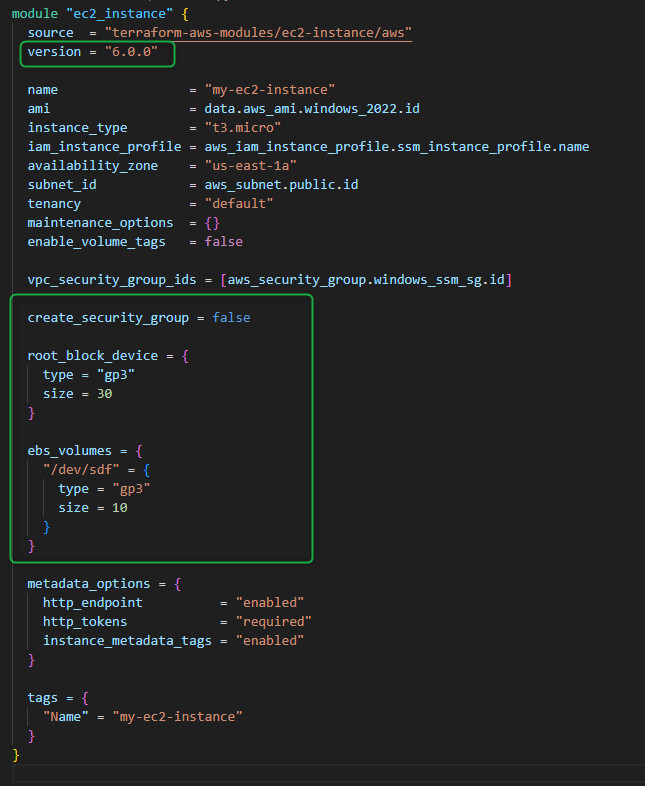 module "ec2_instance" {
  source  = "terraform-aws-modules/ec2-instance/aws"
  version = "6.0.0"

  name                 = "my-ec2-instance"
  ami                  = data.aws_ami.windows_2022.id
  instance_type        = "t3.micro"
  iam_instance_profile = aws_iam_instance_profile.ssm_instance_profile.name
  availability_zone    = "us-east-1a"
  subnet_id            = aws_subnet.public.id
  tenancy              = "default"
  maintenance_options  = {}
  enable_volume_tags   = false

  vpc_security_group_ids = [aws_security_group.windows_ssm_sg.id]

  create_security_group = false

  root_block_device = {
    type = "gp3"
    size = 30
  }

  ebs_volumes = {
    "/dev/sdf" = {
      type = "gp3"
      size = 10
    }
  }

  metadata_options = {
    http_endpoint          = "enabled"
    http_tokens            = "required"
    instance_metadata_tags = "enabled"
  }

  tags = {
    "Name" = "my-ec2-instance"
  }
}